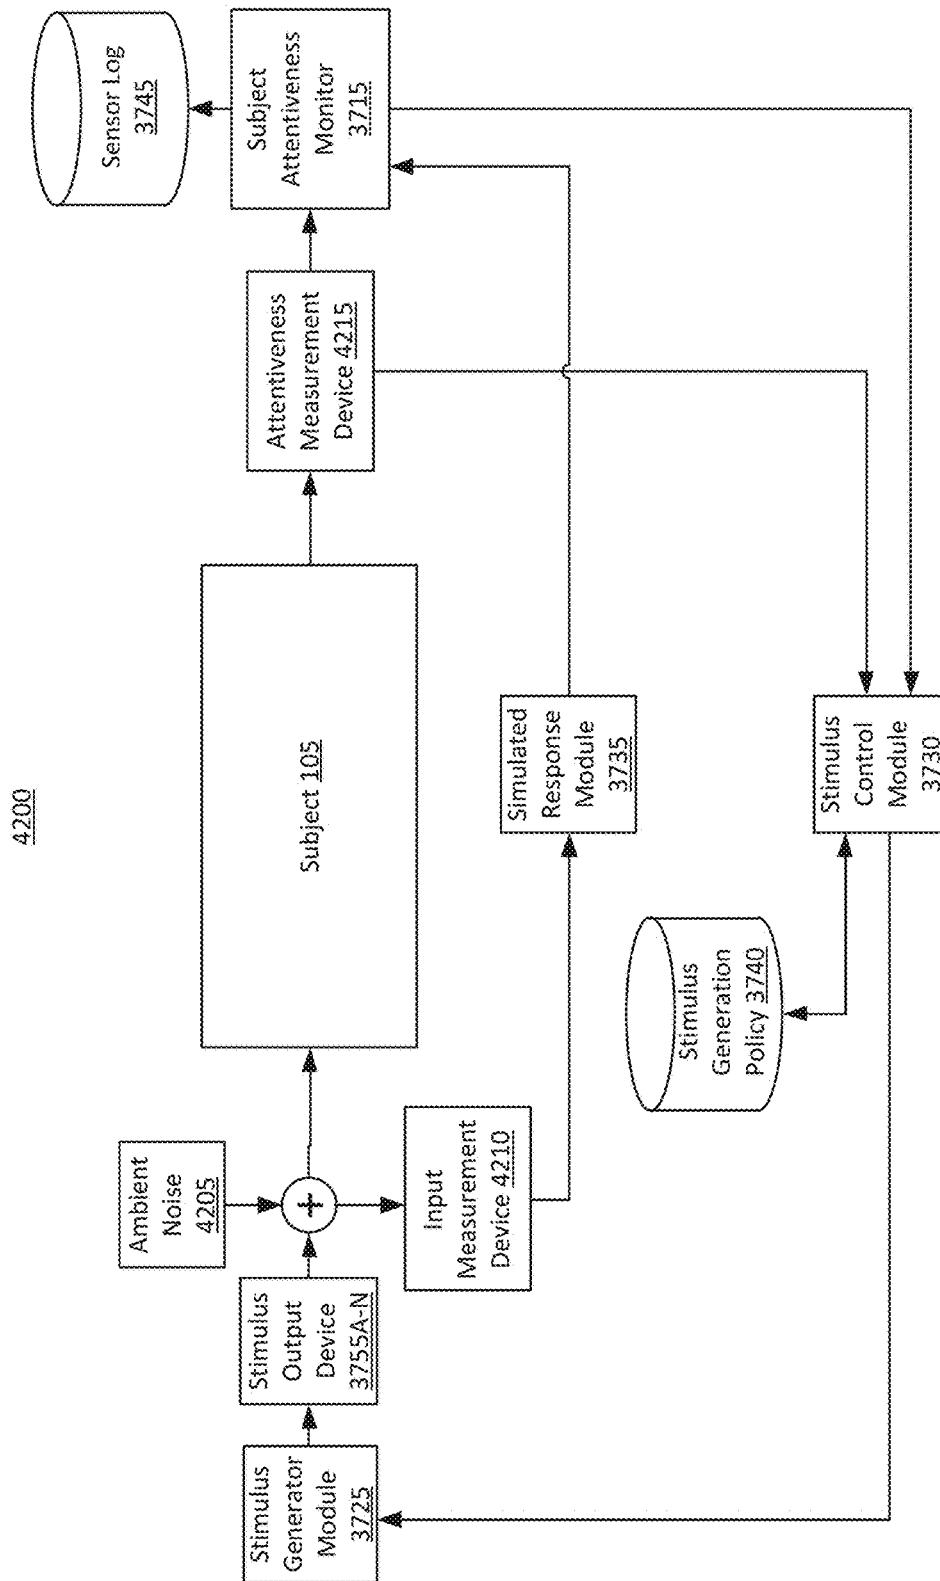 4200
Ambient
Noise
4205
Stimulus
Generator
Module
3725
Stimulus
Output
Device
3755A-N
+
Subject 105
Attentiveness
Measurement
Device 4215
Subject
Attentiveness
Monitor
3715
Sensor Log
3745
Input
Measurement
Device 4210
Simulated
Response
Module
3735
Stimulus
Generation
Policy 3740
Stimulus
Control
Module
3730